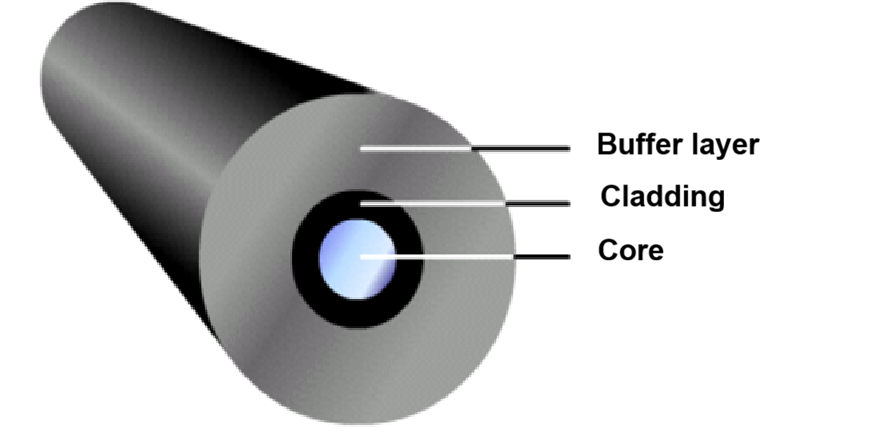 Buffer layer
Cladding
Core